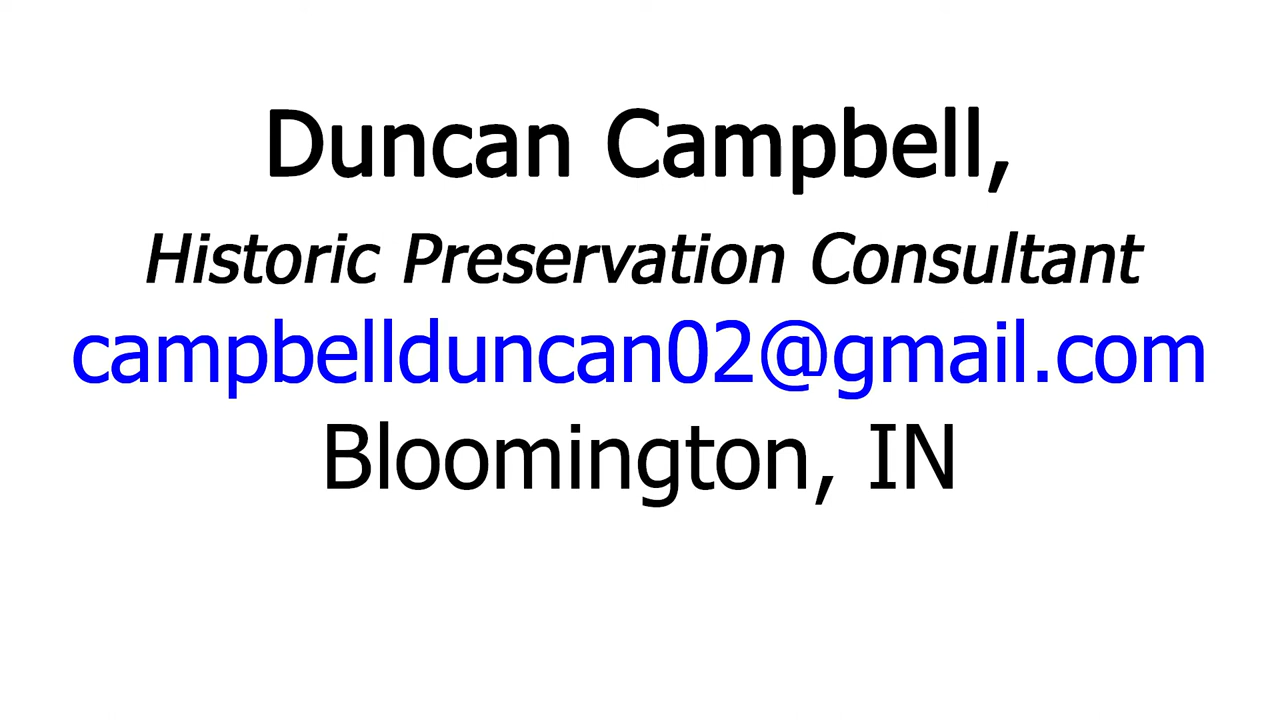 Duncan Campbell,
Historic Preservation Consultant
campbellduncan02@gmail.com
Bloomington, IN